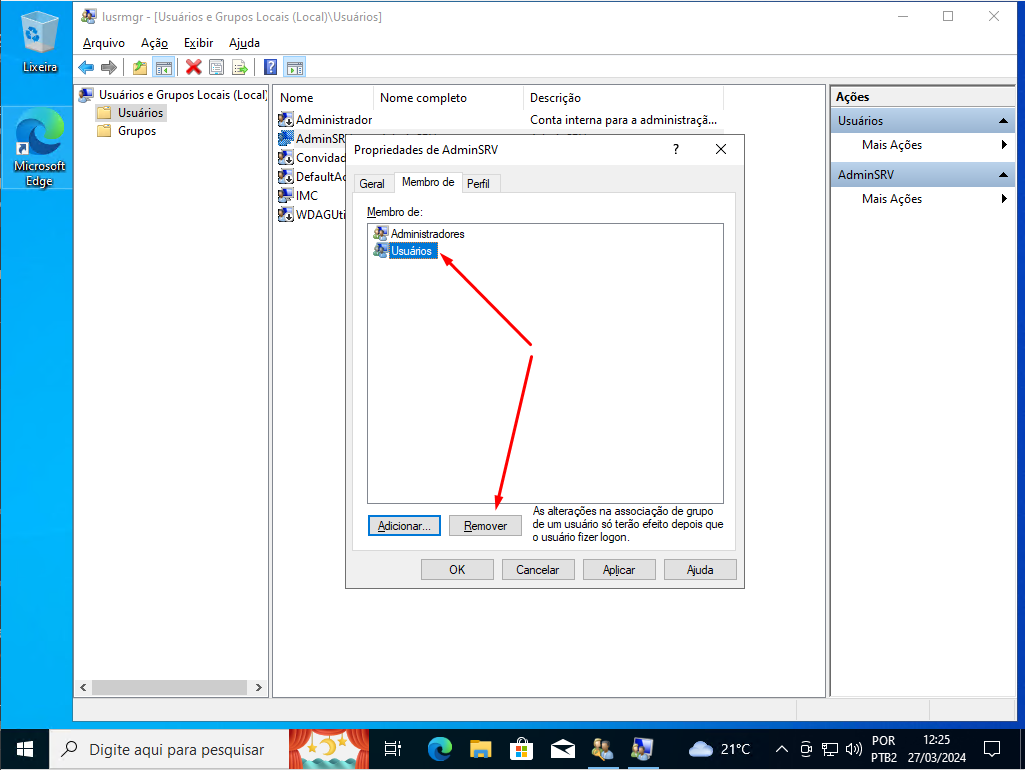 Lixeira
Microsoft
Edge
lusrmgr - [Usuários e Grupos Locais (Local)\Usuários]
Arquivo Ação Exibir Ajuda
Usuários e Grupos Locais (Local)
Usuários
Grupos
Nome Nome completo Descrição
Administrador Conta interna para a administraçã...
AdminSRV
Convidad
DefaultAc
IMC
WDAGUti
Propriedades de AdminSRV ?
Geral Membro de Perfil
Membro de:
Administradores
Usuários
Adicionar... Remover
As alterações na associação de grupo
de um usuário só terão efeito depois que
o usuário fizer logon.
OK Cancelar Aplicar Ajuda
Ações
Usuários
Mais Ações
AdminSRV
Mais Ações
Digite aqui para pesquisar
21°C
POR
PTB2
12:25
27/03/2024